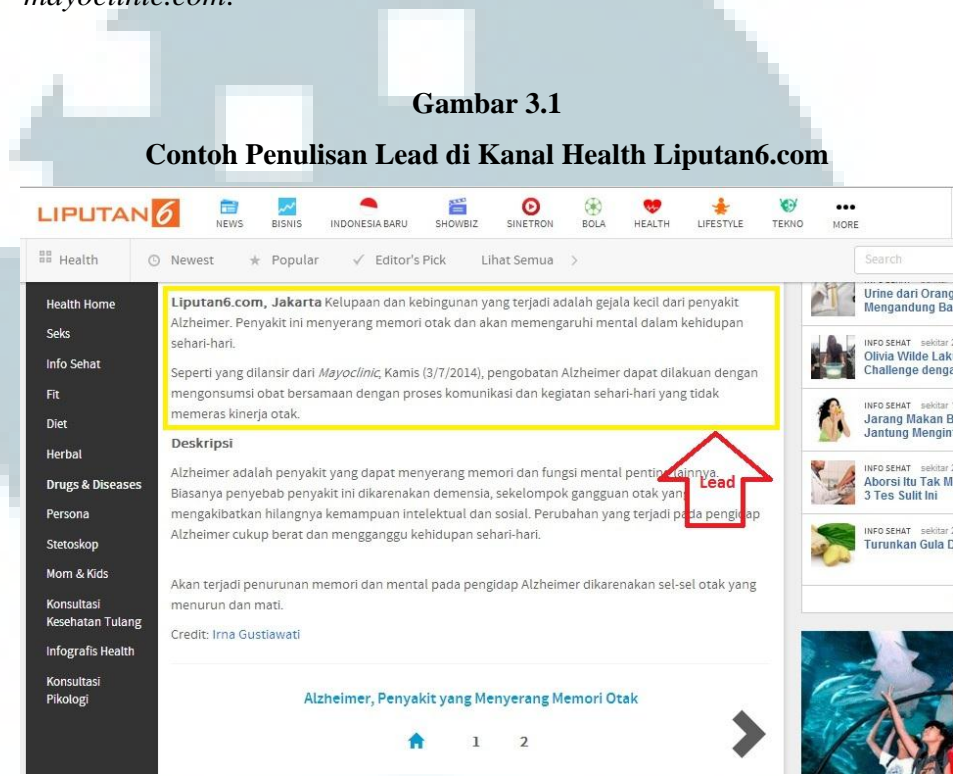 mayoclinic.com.
Gambar 3.1
Contoh Penulisan Lead di Kanal Health Liputan6.com
LIPUTAN 6
NEWS BISNIS INDONESIA BARU SHOWBIZ SINETRON BOLA HEALTH LIFESTYLE TEKNO MORE
Health Newest Popular Editor's Pick Lihat Semua Search
Health Home
Seks
Info Sehat
Fit
Diet
Herbal
Drugs & Diseases
Persona
Stetoskop
Mom & Kids
Konsultasi
Kesehatan Tulang
Infografis Health
Konsultasi
Pikologi
Liputan6.com, Jakarta Kelupaan dan kebingunan yang terjadi adalah gejala kecil dari penyakit
Alzheimer. Penyakit ini menyerang memori otak dan akan memengaruhi mental dalam kehidupan
sehari-hari.
Seperti yang dilansir dari Mayoclinic, Kamis (3/7/2014), pengobatan Alzheimer dapat dilakuan dengan
mengonsumsi obat bersamaan dengan proses komunikasi dan kegiatan sehari-hari yang tidak
memeras kinerja otak.
Deskripsi
Alzheimer adalah penyakit yang dapat menyerang memori dan fungsi mental penting lainnya.
Biasanya penyebab penyakit ini dikarenakan demensia, sekelompok gangguan otak yang
mengakibatkan hilangnya kemampuan intelektual dan sosial. Perubahan yang terjadi pada pengidap
Alzheimer cukup berat dan mengganggu kehidupan sehari-hari.
Lead
Akan terjadi penurunan memori dan mental pada pengidap Alzheimer dikarenakan sel-sel otak yang
menurun dan mati.
Credit: Irna Gustiawati
Alzheimer, Penyakit yang Menyerang Memori Otak
1 2
Urine dari Orang
Mengandung Ba
INFO SEHAT sekitar 2
Olivia Wilde Lak
Challenge denga
INFO SEHAT sekitar
Jarang Makan B
Jantung Mengin
INFO SEHAT sekitar 2
Aborsi Itu Tak M
3 Tes Sulit Ini
INFO SEHAT sekitar 2
Turunkan Gula D